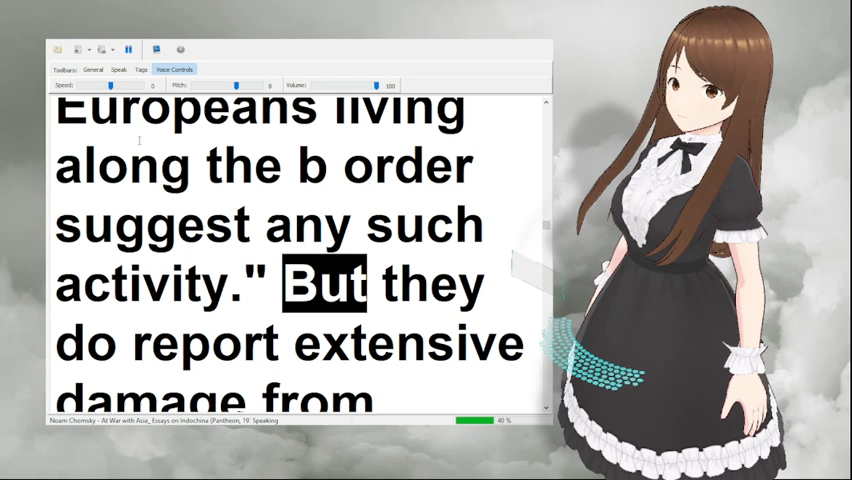 Toolbars: General Speak Tags Voice Controls
Speed: 0 Pitch: 8 Volume: 100
Europeans living
along the b order
suggest any such
activity." But they
do report extensive
damage from
Noam Chomsky - At War with Asia_ Essays on Indochina (Pantheon, 19 Speaking 40 %